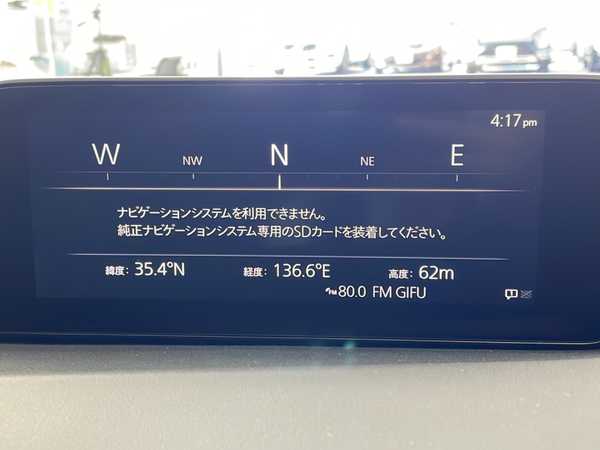 4:17pm
W NW N NE E
ナビゲーションシステムを利用できません。
純正ナビゲーションシステム専用のSDカードを装着してください。
緯度: 35.4°N 経度: 136.6°E 高度: 62m
FM 80.0 FM GIFU